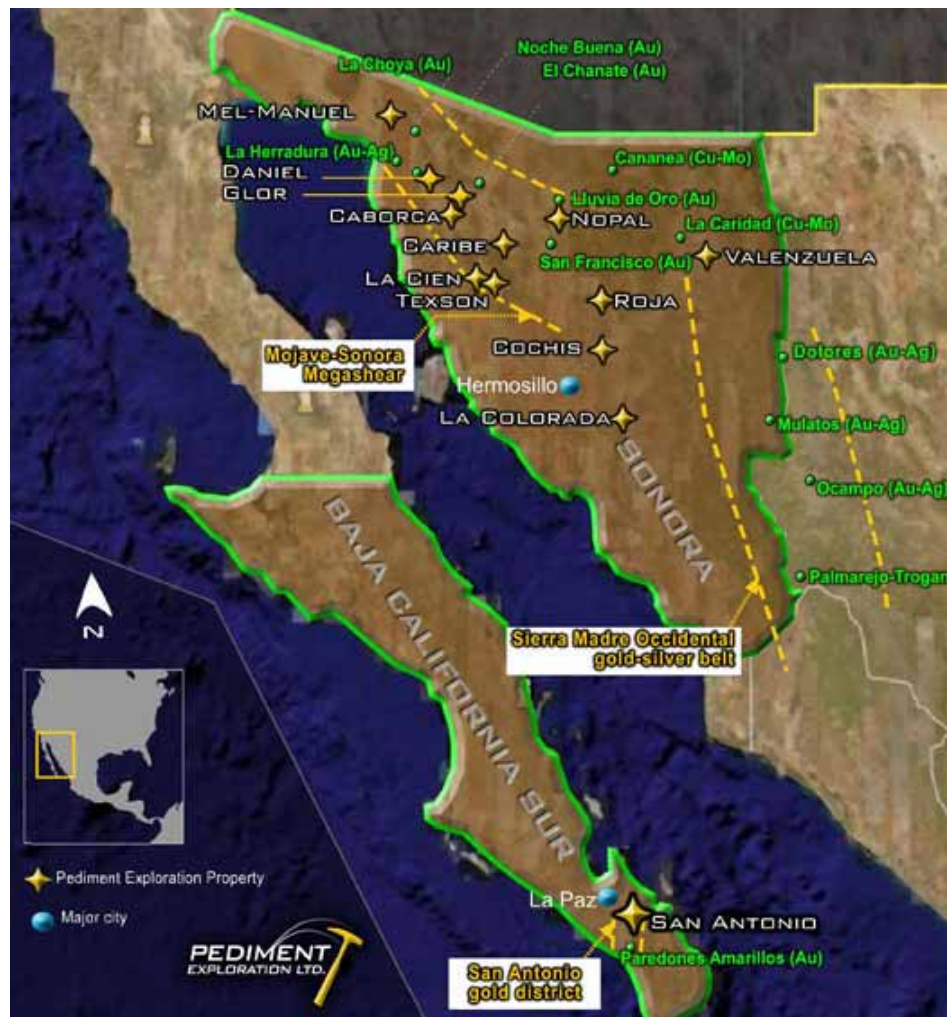 Noche Buena (Au)
La Choya (Au)
El Chanate (Au)
Mel-Manuel
La Herradura (Au-Ag)
Cananea (Cu-Mo)
Daniel
Glor
Lluvia de Oro (Au)
Caborca
Nopal
La Caridad (Cu-Mo)
Caribe
San Francisco (Au)
Valenzuela
La Cien
Texson
Roja
Mojave-Sonora
Megashear
Cochis
Dolores (Au-Ag)
Hermosillo
La Colorada
Mulatos (Au-Ag)
SONORA
Ocampo (Au-Ag)
BAJA CALIFORNIA SUR
Palmarejo-Trogan
N
Sierra Madre Occidental
gold-silver belt
Pediment Exploration Property
Major city
La Paz
San Antonio
PEDIMENT
EXPLORATION LTD.
Paredones Amarillos (Au)
San Antonio
gold district